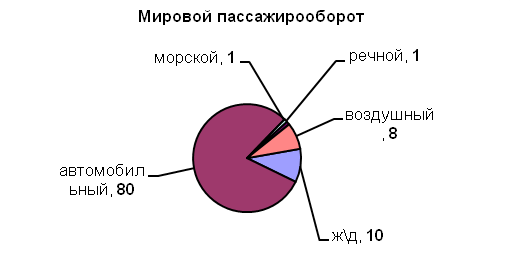 Мировой пассажирооборот
морской, 1
речной, 1
воздушный
, 8
автомобил
ьный, 80
ж\д, 10